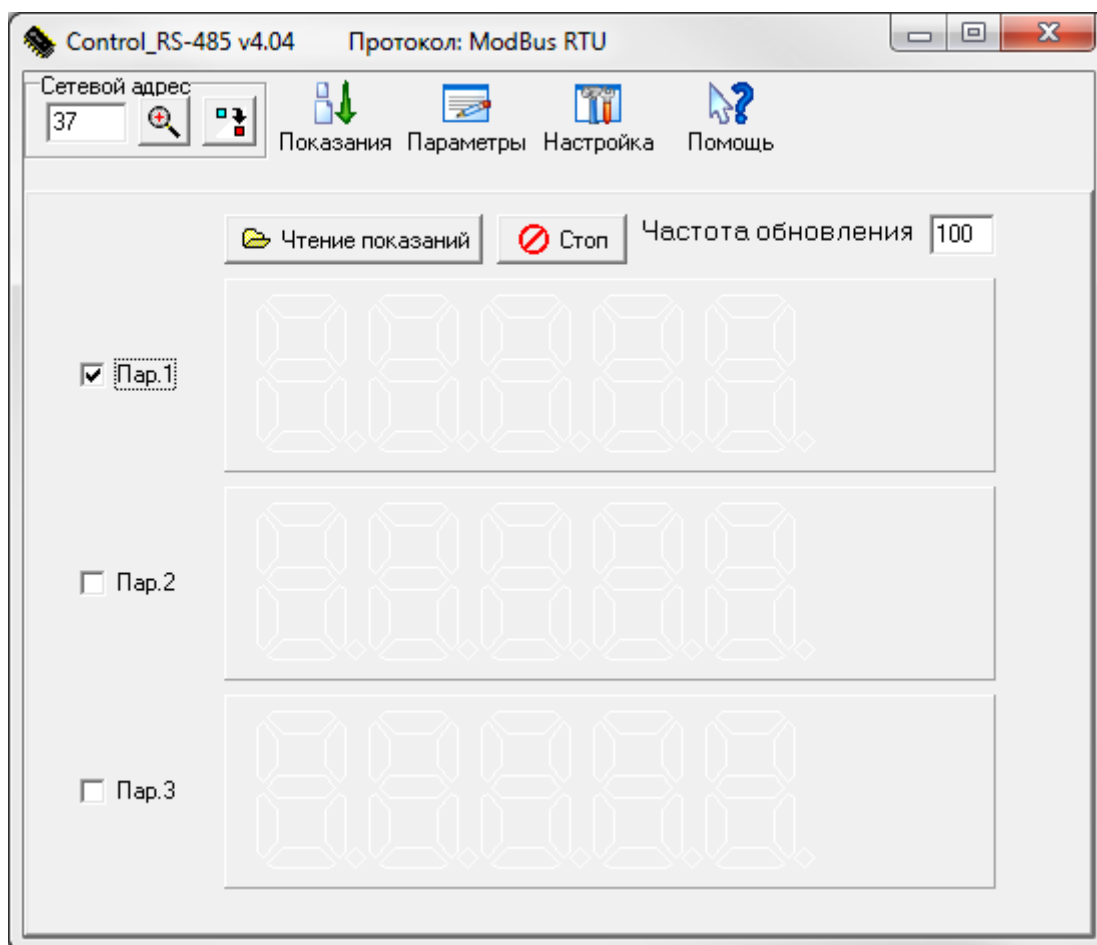 Control_RS-485 v4.04 Протокол: ModBus RTU
Сетевой адрес
37
Показания Параметры Настройка Помощь
Чтение показаний Стоп Частота обновления 100
Пар.1
Пар.2
Пар.3